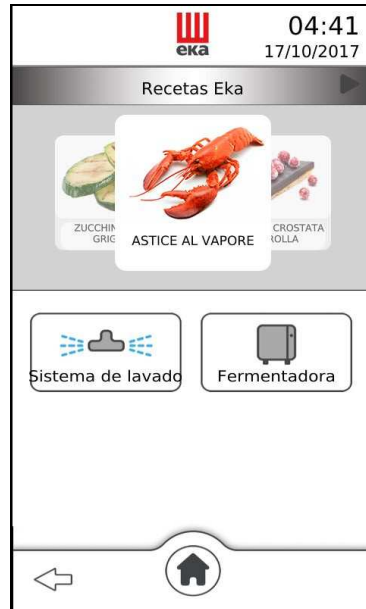 eka
04:41
17/10/2017
Recetas Eka
ZUCCHIN
GRIG
ASTICE AL VAPORE
CROSTATA
ROLLA
Sistema de lavado
Fermentadora